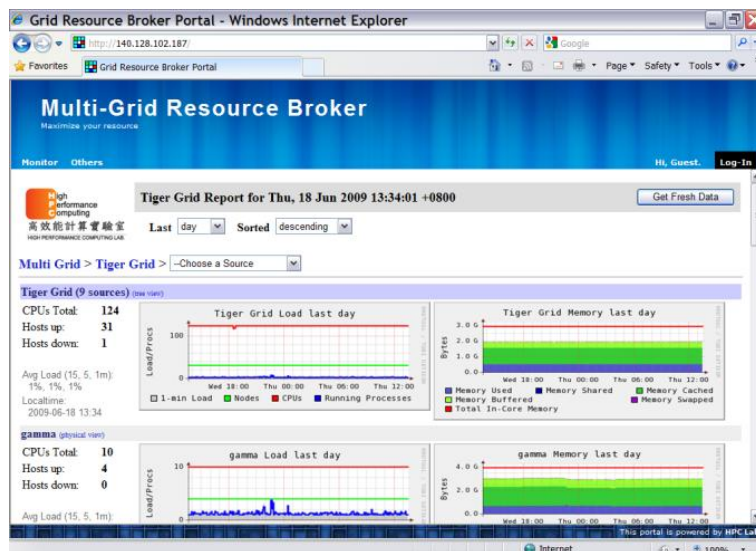 Grid Resource Broker Portal - Windows Internet Explorer
http://140.128.102.187/
Google
Favorites Grid Resource Broker Portal Page Safety Tools
Multi-Grid Resource Broker
Maximize your resource
Monitor Others Hi, Guest. Log-In
High Performance Computing
高效能計算實驗室
HIGH PERFORMANCE COMPUTING LAB.
Tiger Grid Report for Thu, 18 Jun 2009 13:34:01 +0800 Get Fresh Data
Last day Sorted descending
Multi Grid > Tiger Grid > --Choose a Source
Tiger Grid (9 sources) (tree view)
CPUs Total: 124
Hosts up: 31
Hosts down: 1
Avg Load (15, 5, 1m):
1%, 1%, 1%
Localtime:
2009-06-18 13:34
Tiger Grid Load last day
Load/Procs
100
0
Wed 18:00 Thu 00:00 Thu 06:00 Thu 12:00
1-min Load Nodes CPUs Running Processes
Tiger Grid Memory last day
Bytes
3.0 G
2.0 G
1.0 G
0.0
Wed 18:00 Thu 00:00 Thu 06:00 Thu 12:00
Memory Used Memory Shared Memory Cached
Memory Buffered Memory Swapped
Total In-Core Memory
gamma (physical view)
CPUs Total: 10
Hosts up: 4
Hosts down: 0
Avg Load (15, 5, 1m):
gamma Load last day
Load/Procs
10
0
gamma Memory last day
Bytes
4.0 G
2.0 G
0.0
Wed 18:00 Thu 00:00 Thu 06:00 Thu 12:00
This portal is powered by HPC Lab
Internet 100%